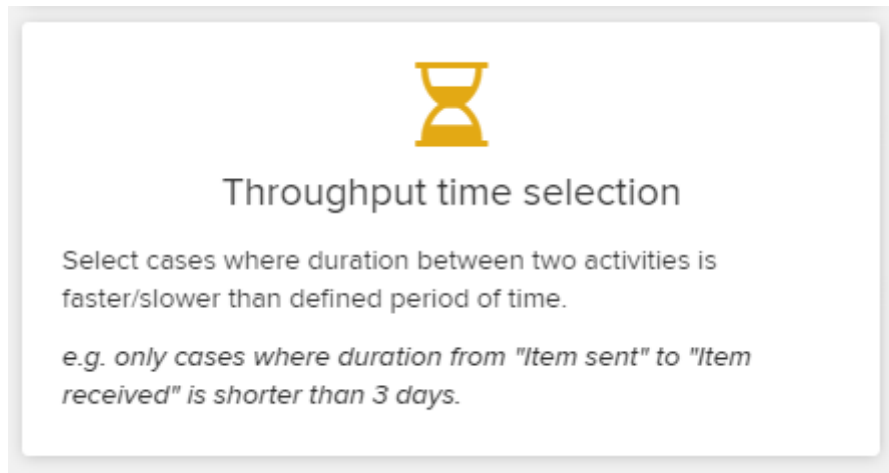 Throughput time selection
Select cases where duration between two activities is
faster/slower than defined period of time.
e.g. only cases where duration from "Item sent" to "Item
received" is shorter than 3 days.